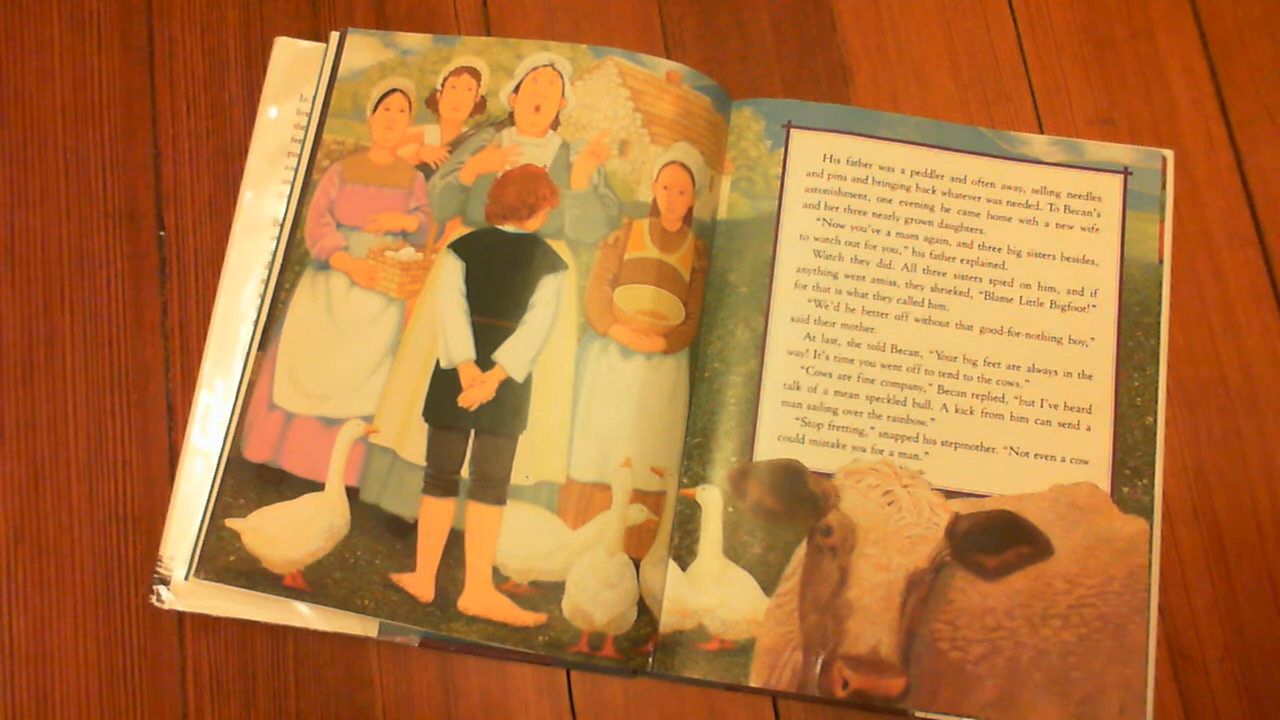 His father was a peddler and often away, selling needles
and pins and bringing back whatever was needed. To Becan's
astonishment, one evening he came home with a new wife
and her three nearly grown daughters.
"Now you've a mam again, and three big sisters besides,
to watch out for you," his father explained.
Watch they did. All three sisters spied on him, and if
anything went amiss, they shrieked, "Blame Little Bigfoot!"
for that is what they called him.
"We'd be better off without that good-for-nothing boy,"
said their mother.
At last, she told Becan, "Your big feet are always in the
way! It's time you went off to tend to the cows."
"Cows are fine company," Becan replied, "but I've heard
talk of a mean speckled bull. A kick from him can send a
man sailing over the rainbow."
"Stop fretting," snapped his stepmother. "Not even a cow
could mistake you for a man."